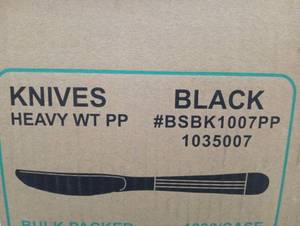 KNIVES BLACK
HEAVY WT PP #BSBK1007PP
1035007
BULK PACKED